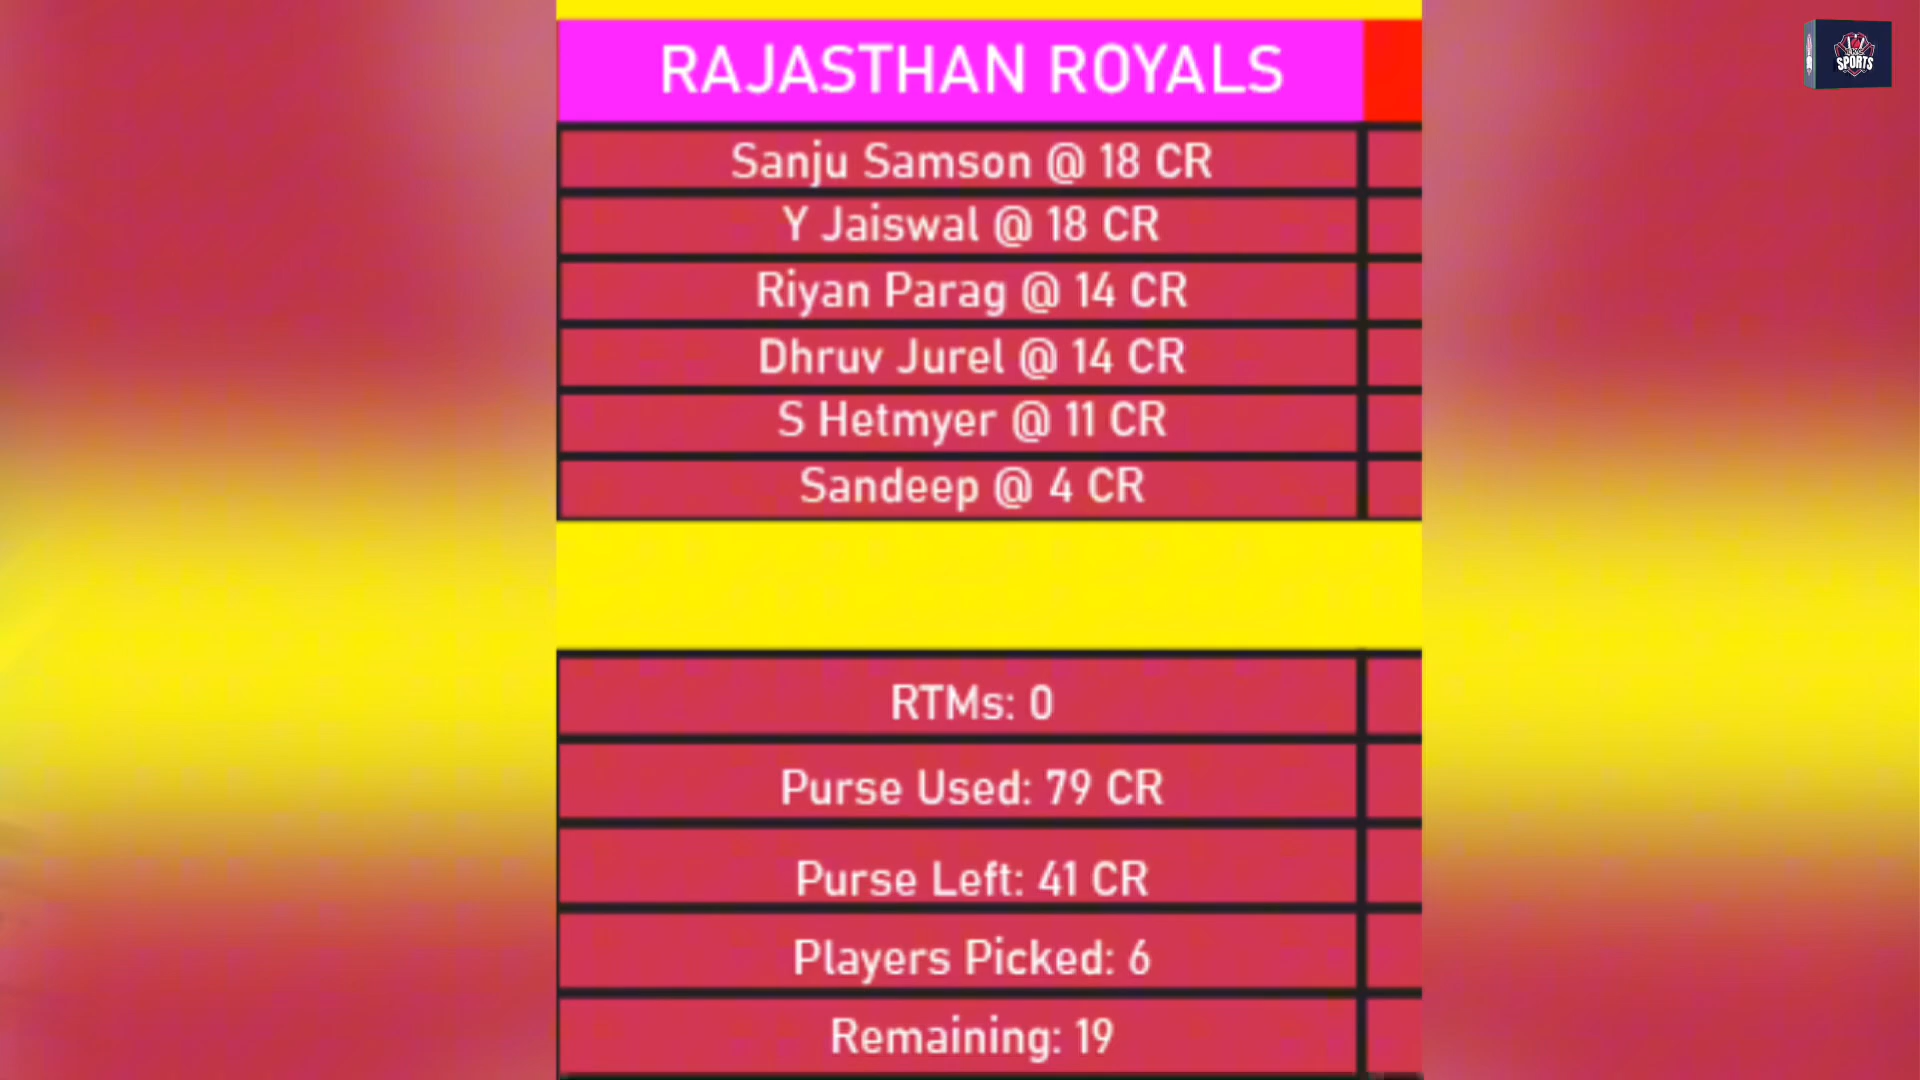 RAJASTHAN ROYALS
SPORTS
Sanju Samson @ 18 CR
Y Jaiswal @ 18 CR
Riyan Parag @ 14 CR
Dhruv Jurel @ 14 CR
S Hetmyer @ 11 CR
Sandeep @ 4 CR
RTMs: 0
Purse Used: 79 CR
Purse Left: 41 CR
Players Picked: 6
Remaining: 19